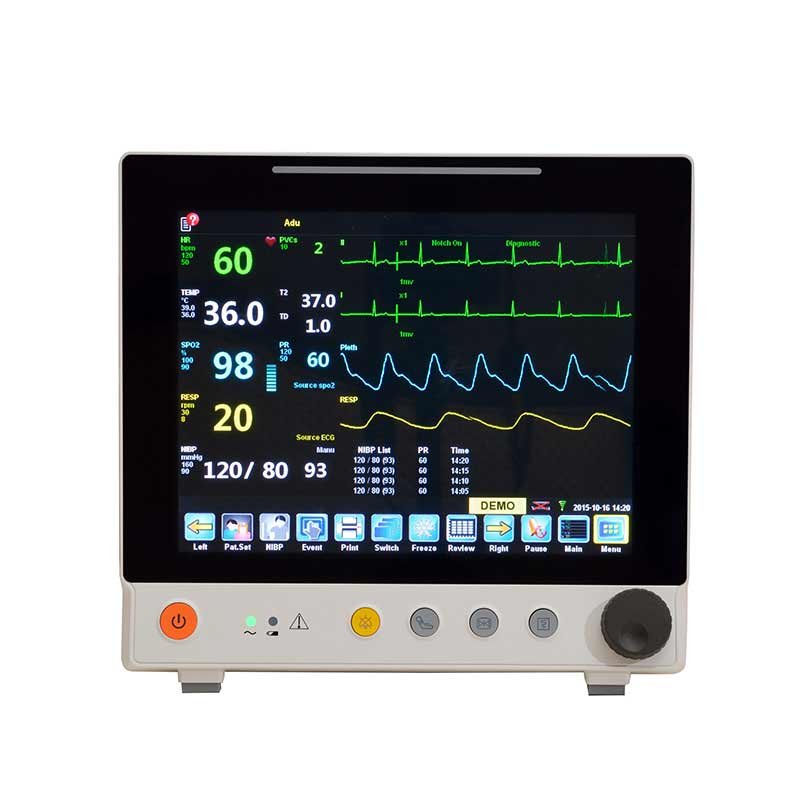 ? Adu
HR
bpm
120
50
60
PVCs
10
2
x1 Notch On Diagnostic
1mv
TEMP
°C
39.0
36.0
36.0
T2 37.0
TD 1.0
x1
1mv
SPO2
%
100
90
98
PR
120
50
60
Source spo2
Pleth
RESP
rpm
30
8
20
Source ECG
RESP
NIBP
mmHg
160
90
Manu
120/ 80 93
NIBP List PR Time
120 / 80 (93) 60 14:20
120 / 80 (93) 60 14:15
120 / 80 (93) 60 14:10
120 / 80 (93) 60 14:05
DEMO 2015-10-16 14:20
Left Pat.Set NIBP Event Print Switch Freeze Review Right Pause Main Menu